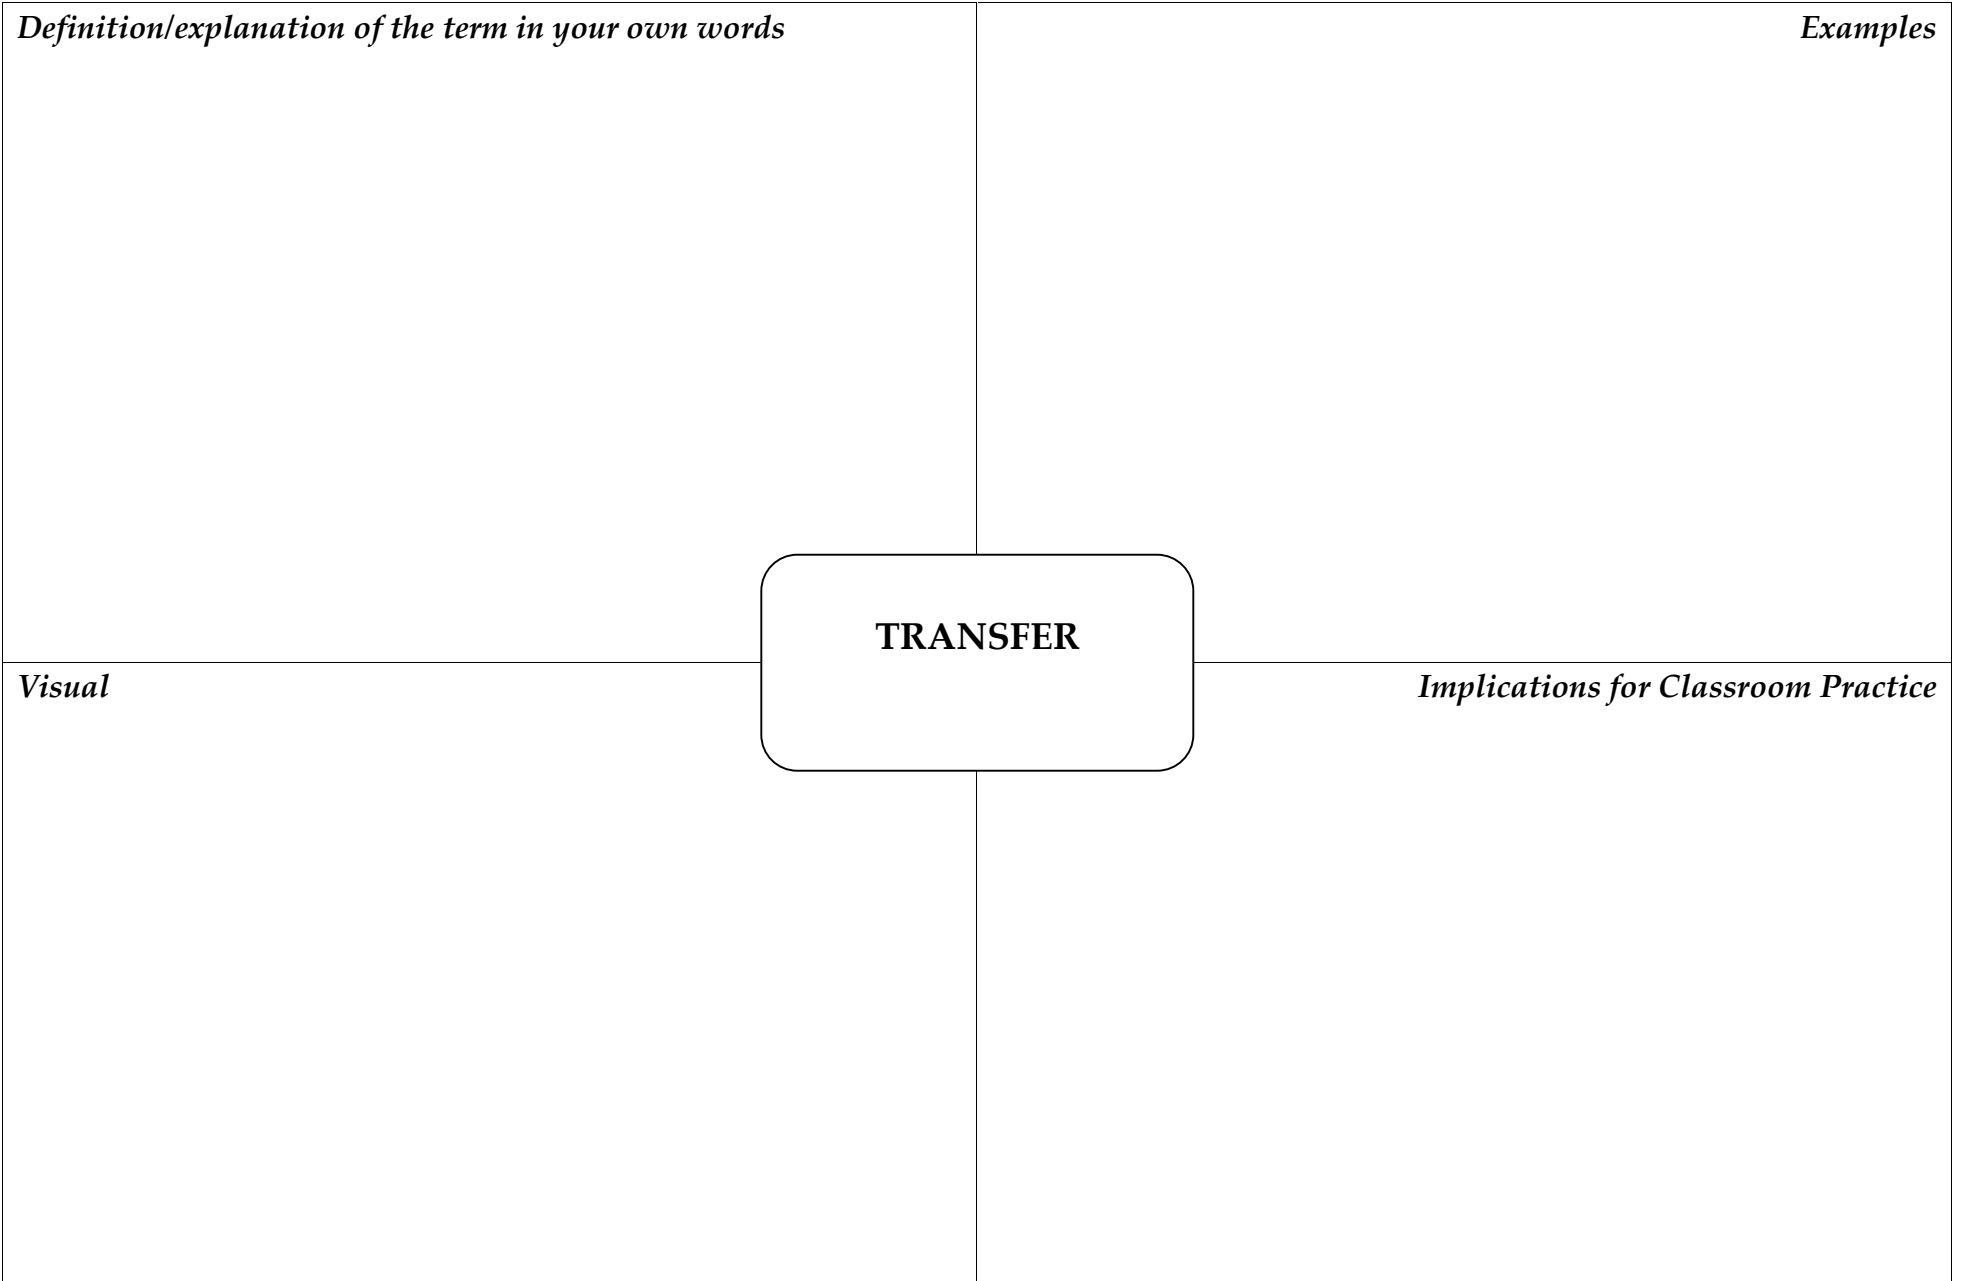 Definition/explanation of the term in your own words
Examples
TRANSFER
Visual
Implications for Classroom Practice